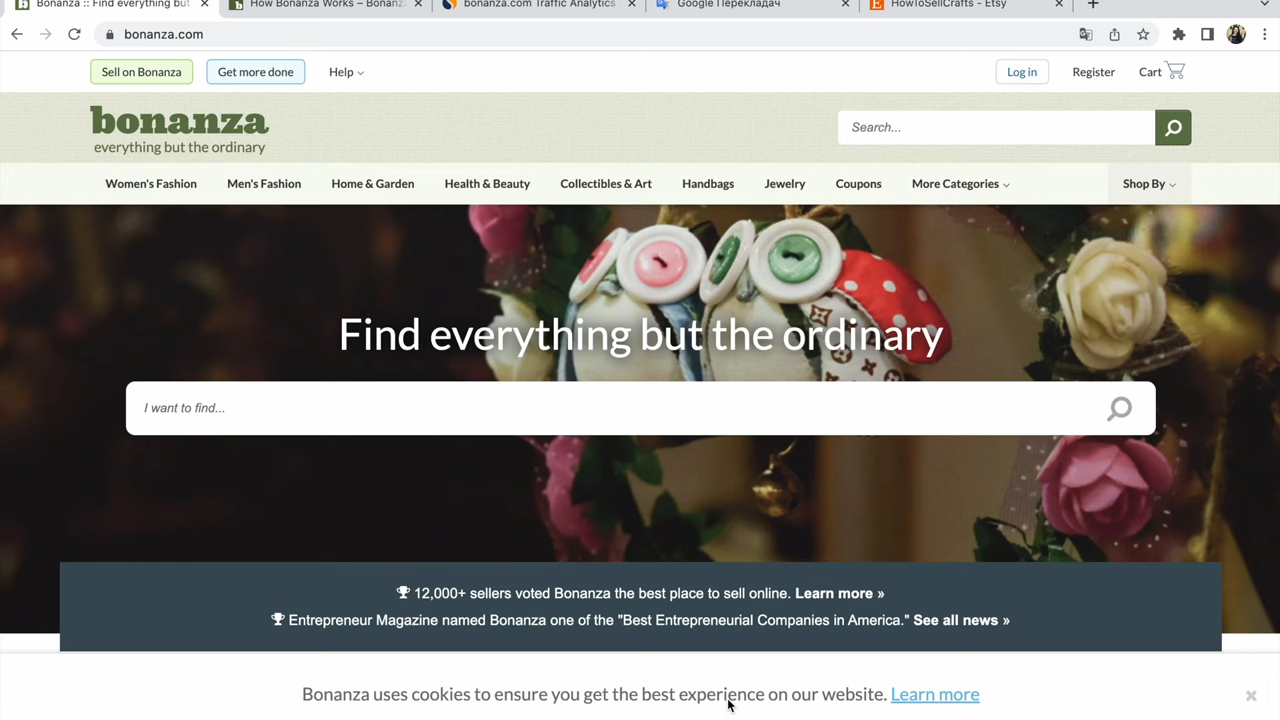 Bonanza :: Find everything but
How Bonanza Works – Bonanz
bonanza.com Traffic Analytics
Google Перекладач
HowToSellCrafts - Etsy
bonanza.com
Sell on Bonanza
Get more done
Help
Log in
Register
Cart
bonanza
everything but the ordinary
Search...
Women's Fashion
Men's Fashion
Home & Garden
Health & Beauty
Collectibles & Art
Handbags
Jewelry
Coupons
More Categories
Shop By
Find everything but the ordinary
I want to find...
12,000+ sellers voted Bonanza the best place to sell online. Learn more »
Entrepreneur Magazine named Bonanza one of the "Best Entrepreneurial Companies in America." See all news »
Bonanza uses cookies to ensure you get the best experience on our website. Learn more